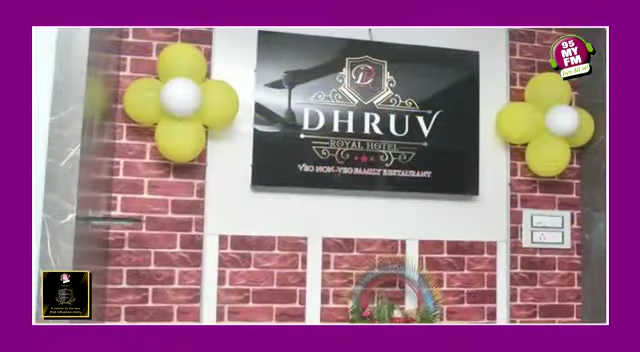 95
MY
FM
D
DHRUV
ROYAL HOTEL
VEG NON-VEG FAMILY RESTAURANT